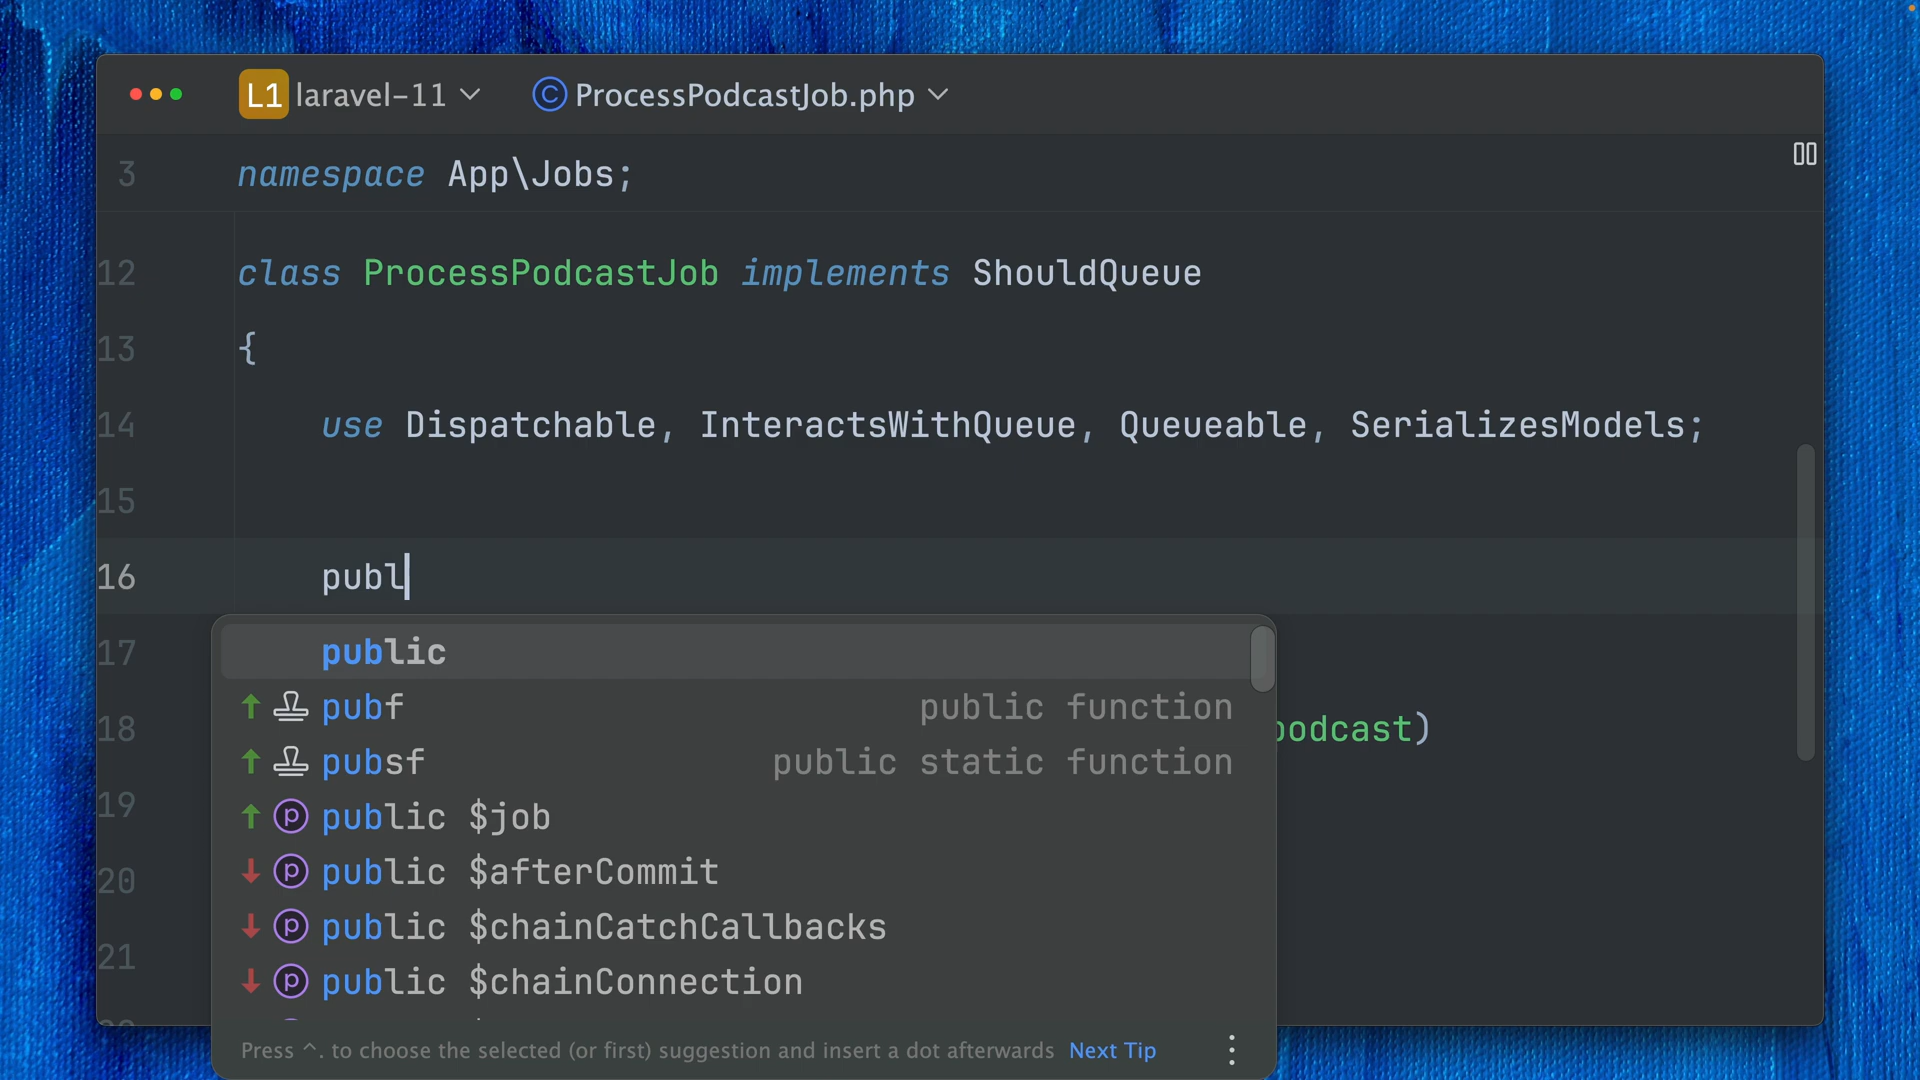 L1 laravel-11 ProcessPodcastJob.php
3 namespace App\Jobs;
12 class ProcessPodcastJob implements ShouldQueue
13 {
14 use Dispatchable, InteractsWithQueue, Queueable, SerializesModels;
15
16 publ
17 public
pubf public function
18 podcast)
pubsf public static function
19 public $job
20 public $afterCommit
public $chainCatchCallbacks
21
public $chainConnection
Press ^. to choose the selected (or first) suggestion and insert a dot afterwards Next Tip